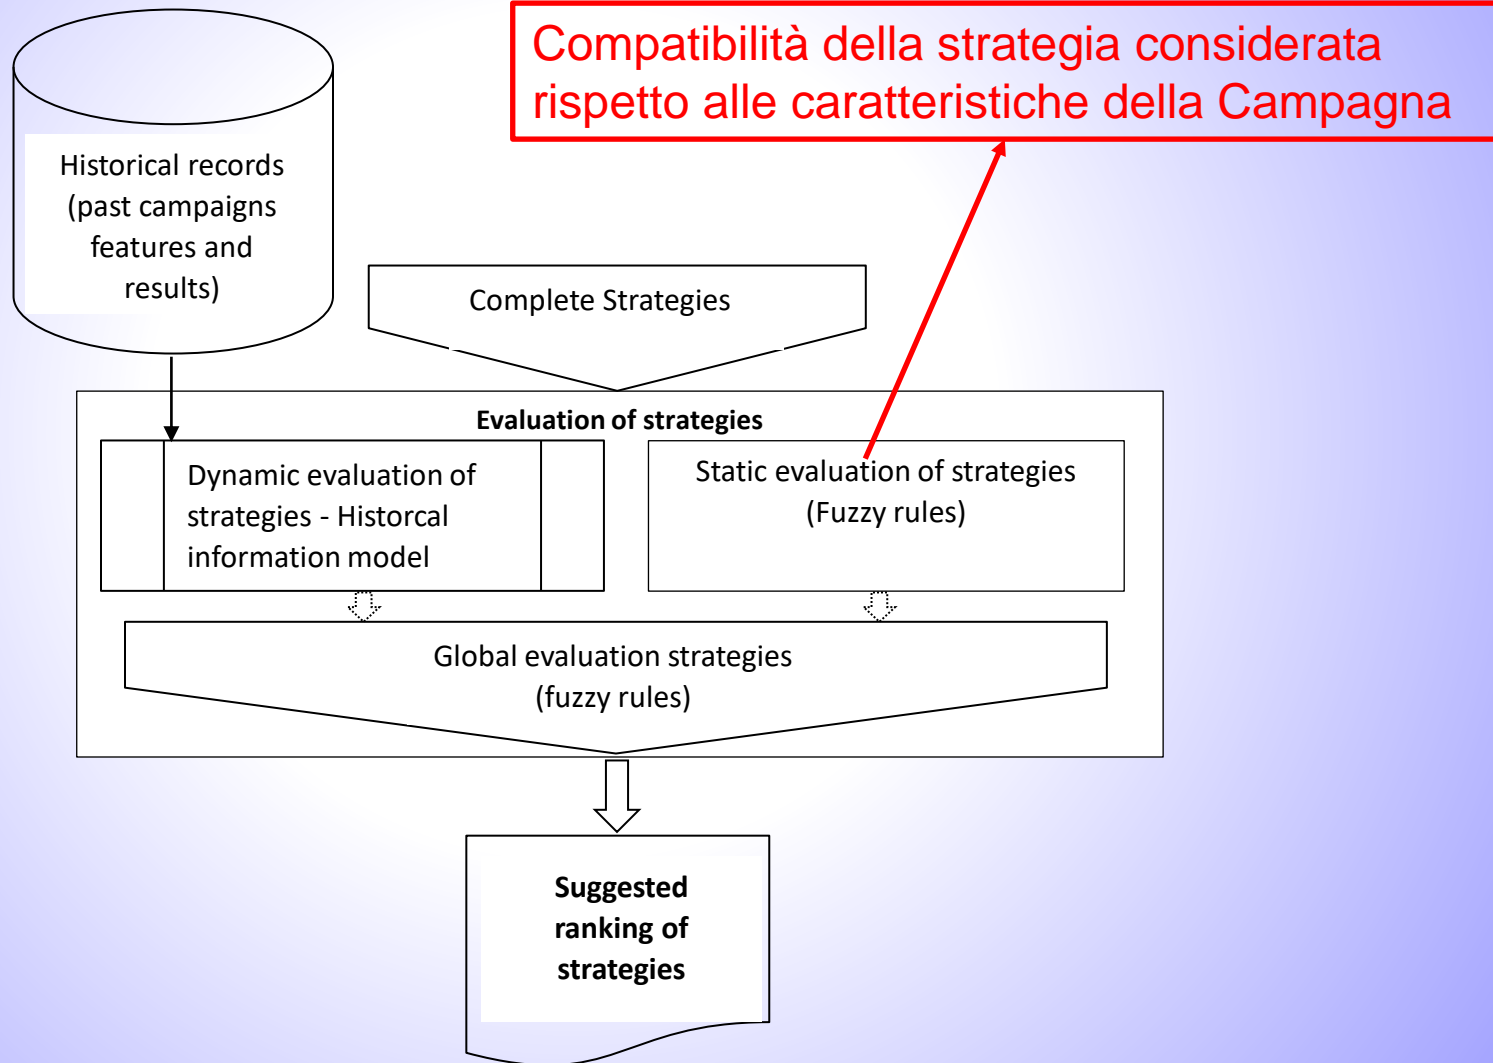 Compatibilità della strategia considerata
rispetto alle caratteristiche della Campagna
Historical records
(past campaigns
features and
results)
Complete Strategies
Evaluation of strategies
Dynamic evaluation of
strategies - Historcal
information model
Static evaluation of strategies
(Fuzzy rules)
Global evaluation strategies
(fuzzy rules)
Suggested
ranking of
strategies